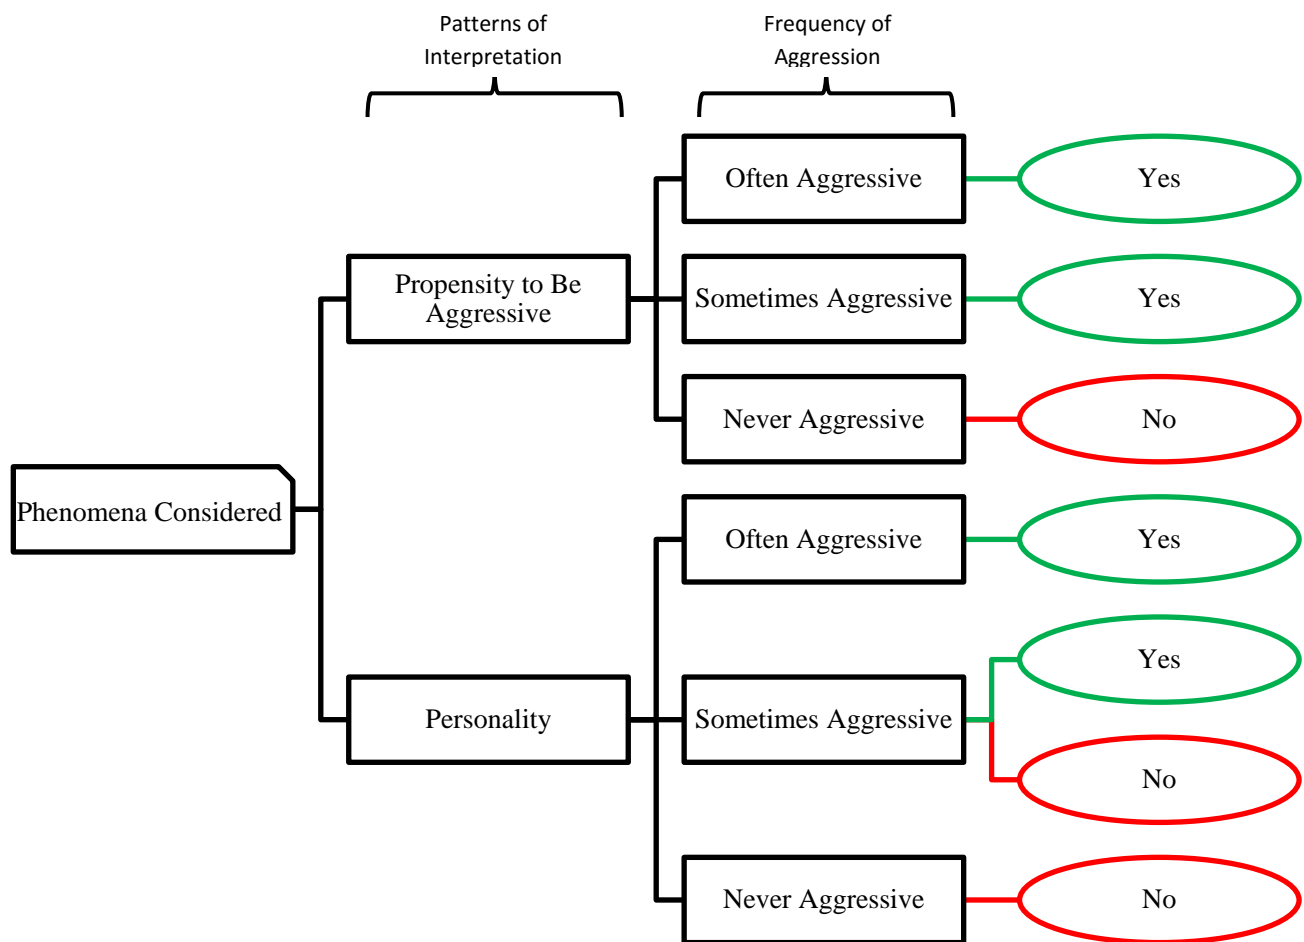 Patterns of
Interpretation
Frequency of
Aggression
Often Aggressive
Yes
Propensity to Be
Aggressive
Sometimes Aggressive
Yes
Never Aggressive
No
Phenomena Considered
Often Aggressive
Yes
Yes
Personality
Sometimes Aggressive
No
Never Aggressive
No